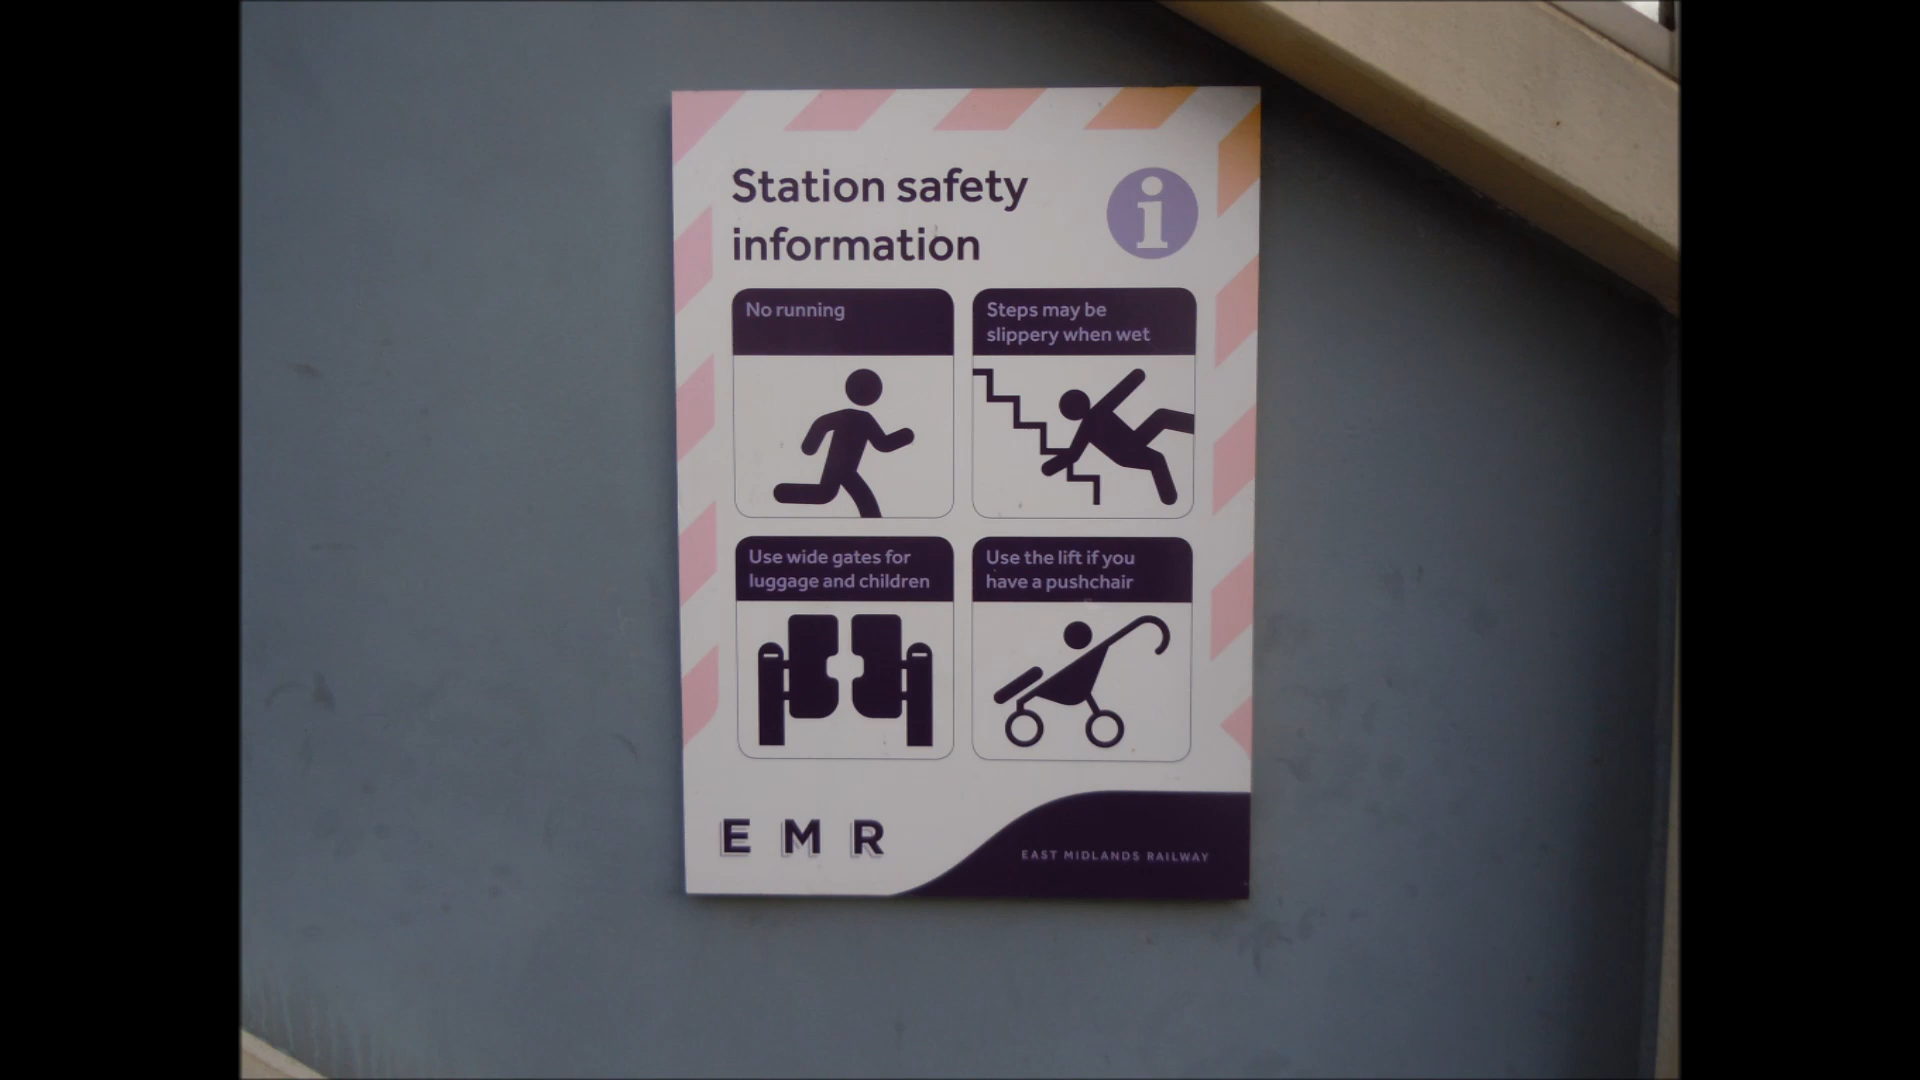 Station safety
information
i
No running
Steps may be
slippery when wet
Use wide gates for
luggage and children
Use the lift if you
have a pushchair
E M R
EAST MIDLANDS RAILWAY